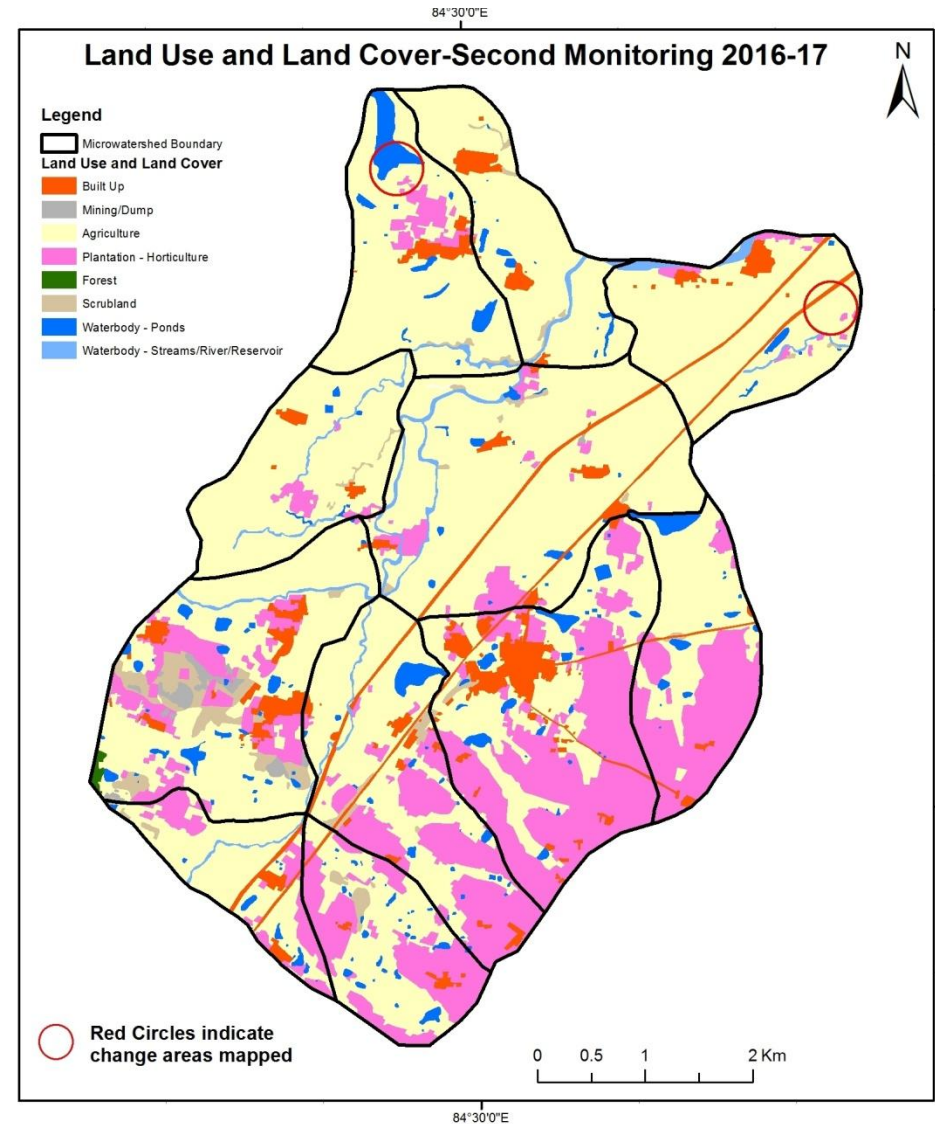 84°30'0"E
Land Use and Land Cover-Second Monitoring 2016-17
N
Legend
Microwatershed Boundary
Land Use and Land Cover
Built Up
Mining/Dump
Agriculture
Plantation - Horticulture
Forest
Scrubland
Waterbody - Ponds
Waterbody - Streams/River/Reservoir
Red Circles indicate
change areas mapped
0 0.5 1 2 Km
84°30'0"E